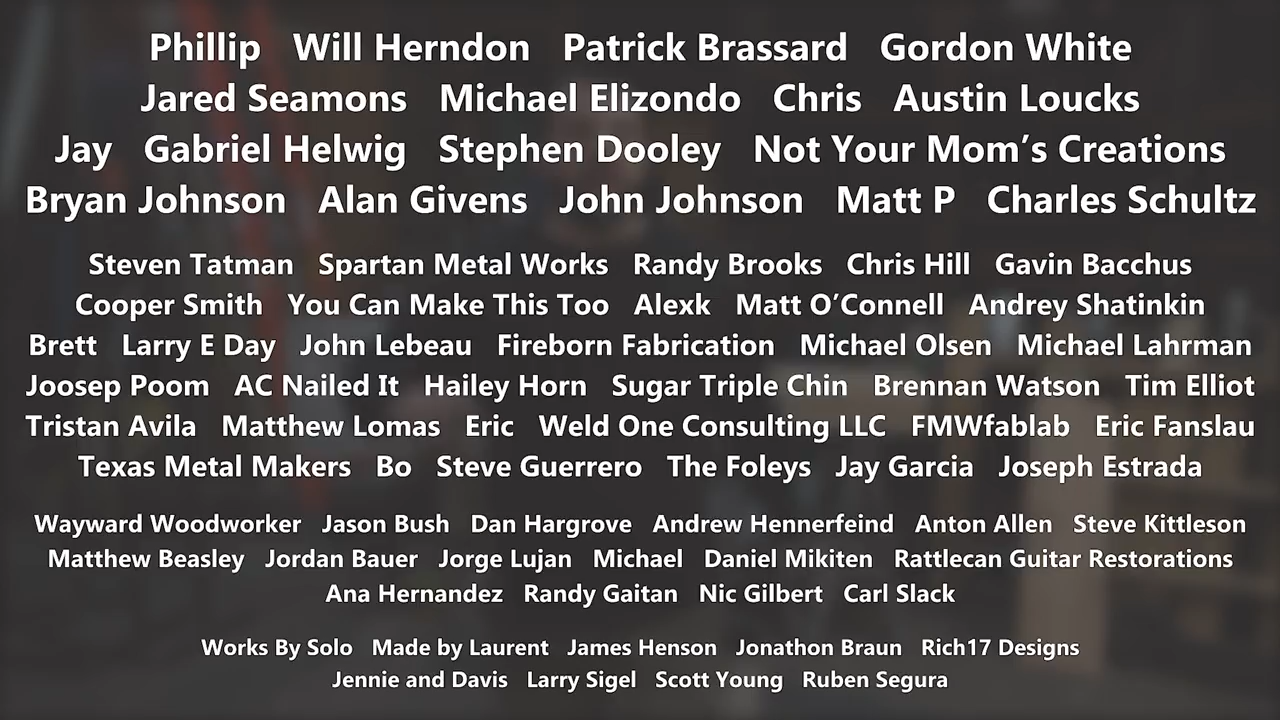 Phillip Will Herndon Patrick Brassard Gordon White
Jared Seamons Michael Elizondo Chris Austin Loucks
Jay Gabriel Helwig Stephen Dooley Not Your Mom’s Creations
Bryan Johnson Alan Givens John Johnson Matt P Charles Schultz
Steven Tatman Spartan Metal Works Randy Brooks Chris Hill Gavin Bacchus
Cooper Smith You Can Make This Too Alexk Matt O’Connell Andrey Shatinkin
Brett Larry E Day John Lebeau Fireborn Fabrication Michael Olsen Michael Lahrman
Joosep Poom AC Nailed It Hailey Horn Sugar Triple Chin Brennan Watson Tim Elliot
Tristan Avila Matthew Lomas Eric Weld One Consulting LLC FMWfablab Eric Fanslau
Texas Metal Makers Bo Steve Guerrero The Foleys Jay Garcia Joseph Estrada
Wayward Woodworker Jason Bush Dan Hargrove Andrew Hennerfeind Anton Allen Steve Kittleson
Matthew Beasley Jordan Bauer Jorge Lujan Michael Daniel Mikiten Rattlecan Guitar Restorations
Ana Hernandez Randy Gaitan Nic Gilbert Carl Slack
Works By Solo Made by Laurent James Henson Jonathon Braun Rich17 Designs
Jennie and Davis Larry Sigel Scott Young Ruben Segura